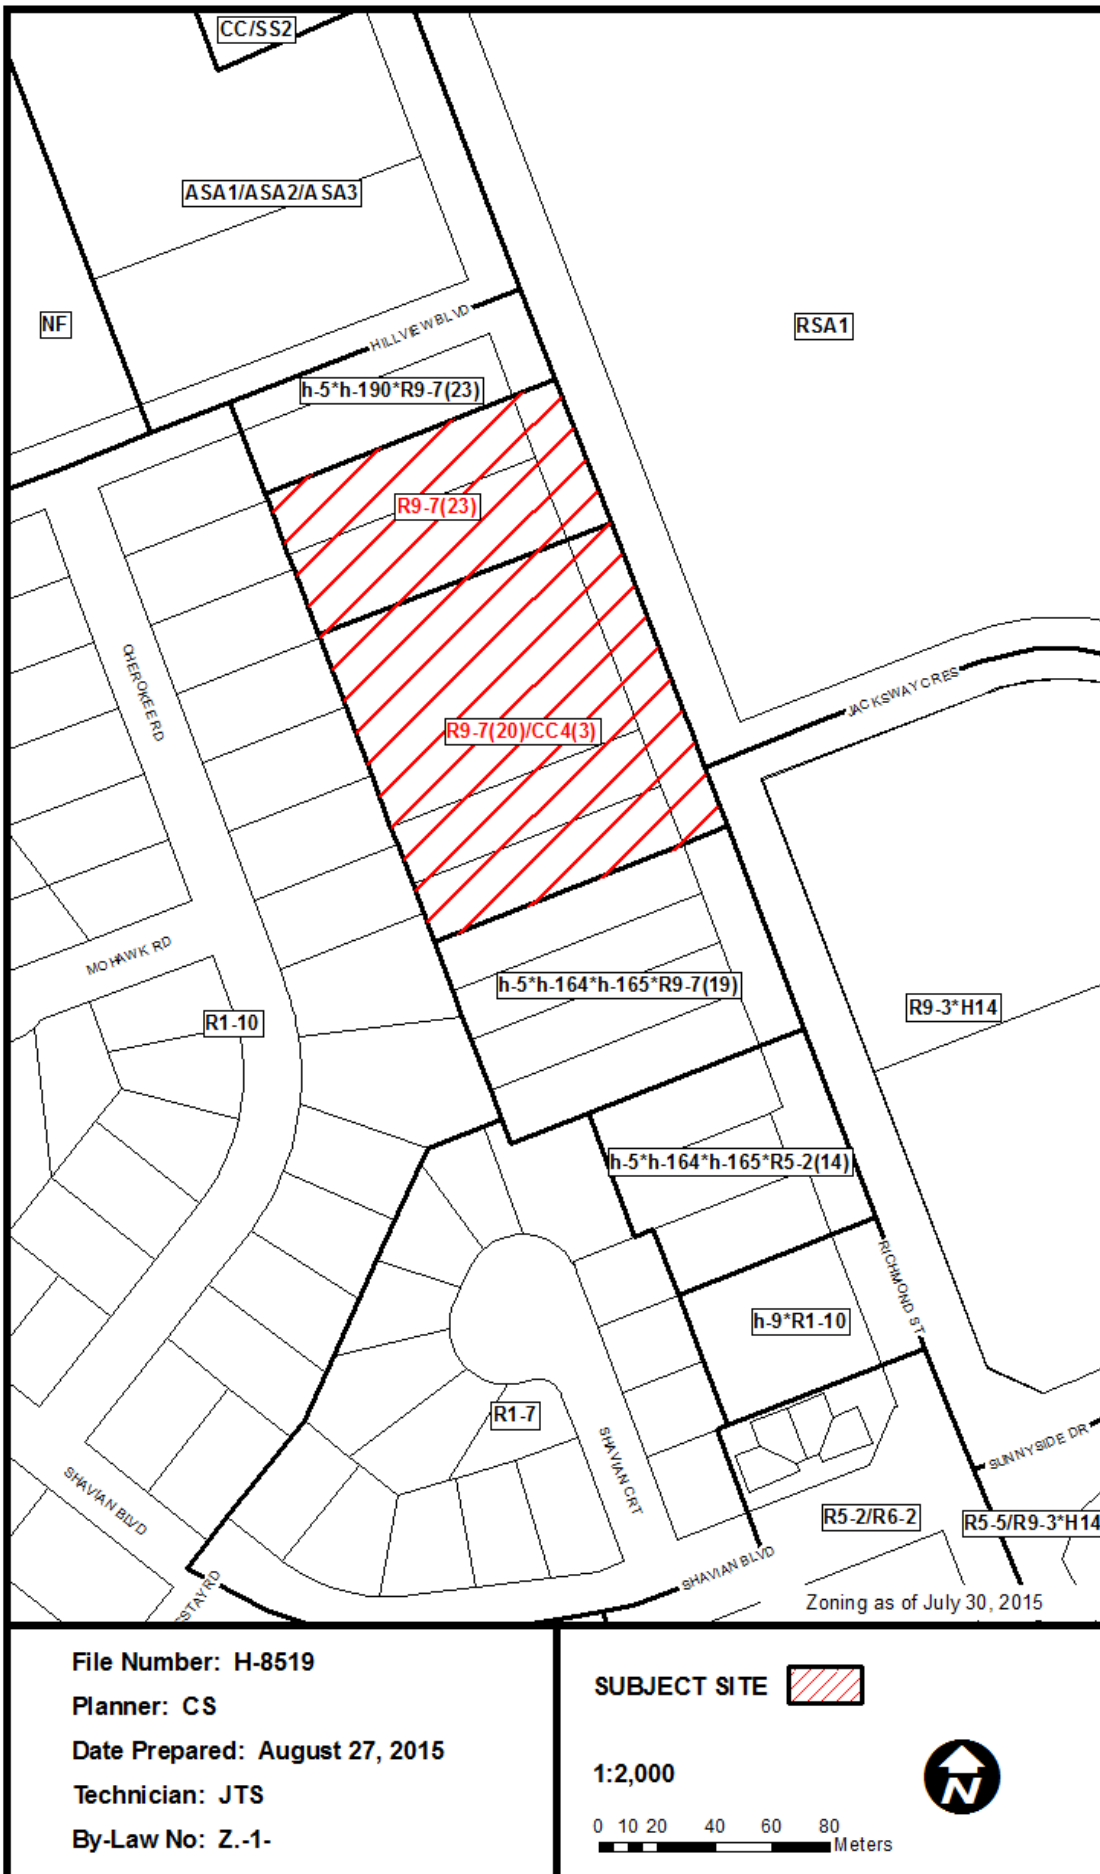 CC/SS2
ASA1/ASA2/ASA3
NF
RSA1
HILLVIEW BLVD
h-5*h-190*R9-7(23)
R9-7(23)
CHEROKEE RD
JACKSWAY CRES
R9-7(20)/CC4(3)
MOHAWK RD
h-5*h-164*h-165*R9-7(19)
R9-3*H14
R1-10
h-5*h-164*h-165*R5-2(14)
RICHMOND ST
h-9*R1-10
R1-7
SHAVIAN CRT
SUNNYSIDE DR
SHAVIAN BLVD
R5-2/R6-2
R5-5/R9-3*H14
SHAVIAN BLVD
Zoning as of July 30, 2015
File Number: H-8519
Planner: CS
Date Prepared: August 27, 2015
Technician: JTS
By-Law No: Z.-1-
SUBJECT SITE
1:2,000
N
0 10 20 40 60 80
Meters